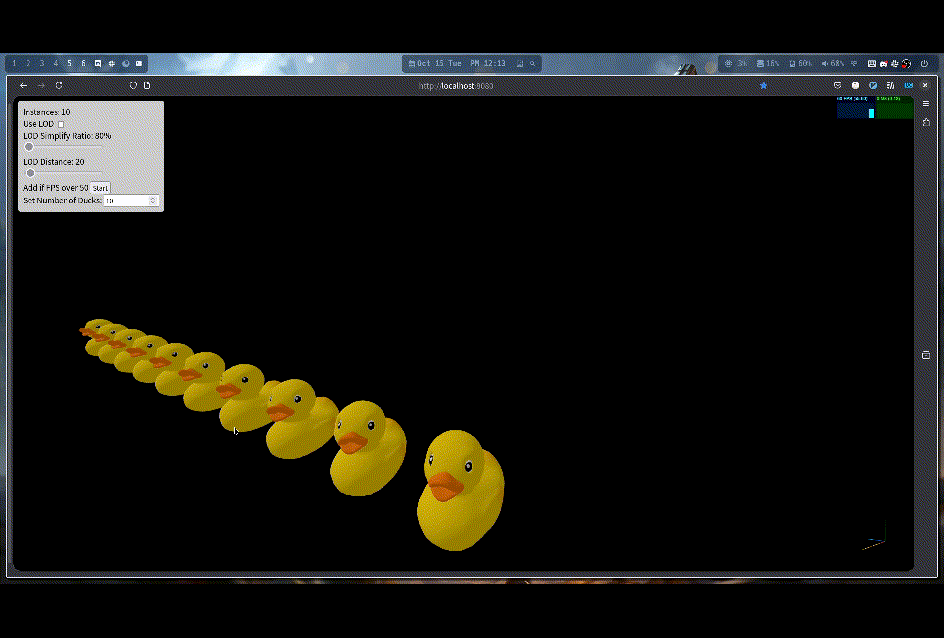 1 2 3 4 5 6
Oct 15 Tue PM 12:13
3% 16% 60% 68%
http://localhost:8080
Instances: 10
Use LOD
LOD Simplify Ratio: 80%
LOD Distance: 20
Add if FPS over 50 Start
Set Number of Ducks: 10